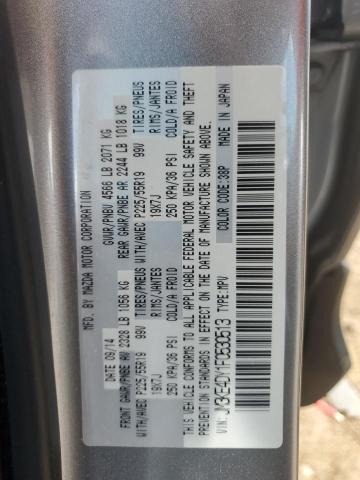 MFD. BY MAZDA MOTOR CORPORATION
DATE 09/14 GVWR/PNBV 4566 LB 2071 KG
FRONT GAWR/PNBE AV 2328 LB 1056 KG REAR GAWR/PNBE AR 2244 LB 1018 KG
WITH/AVEC P225/55R19 99V TIRES/PNEUS WITH/AVEC P225/55R19 99V TIRES/PNEUS
19X7J RIMS/JANTES 19X7J RIMS/JANTES
250 KPA/36 PSI COLD/A FROID 250 KPA/36 PSI COLD/A FROID
THIS VEHICLE CONFORMS TO ALL APPLICABLE FEDERAL MOTOR VEHICLE SAFETY AND THEFT
PREVENTION STANDARDS IN EFFECT ON THE DATE OF MANUFACTURE SHOWN ABOVE.
COLOR CODE:38P MADE IN JAPAN
VIN: TYPE:MPV